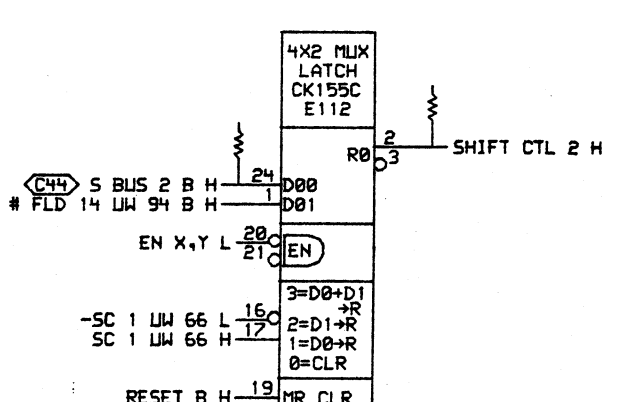 4X2 MUX
LATCH
CK155C
E112
R0 2 SHIFT CTL 2 H
3
C44 S BUS 2 B H 24 D00
# FLD 14 UW 94 B H 1 D01
EN X,Y L 20
21 EN
3=D0+D1
→R
-SC 1 UW 66 L 16 2=D1→R
SC 1 UW 66 H 17 1=D0→R
0=CLR
RESET B H 19 MR CLR